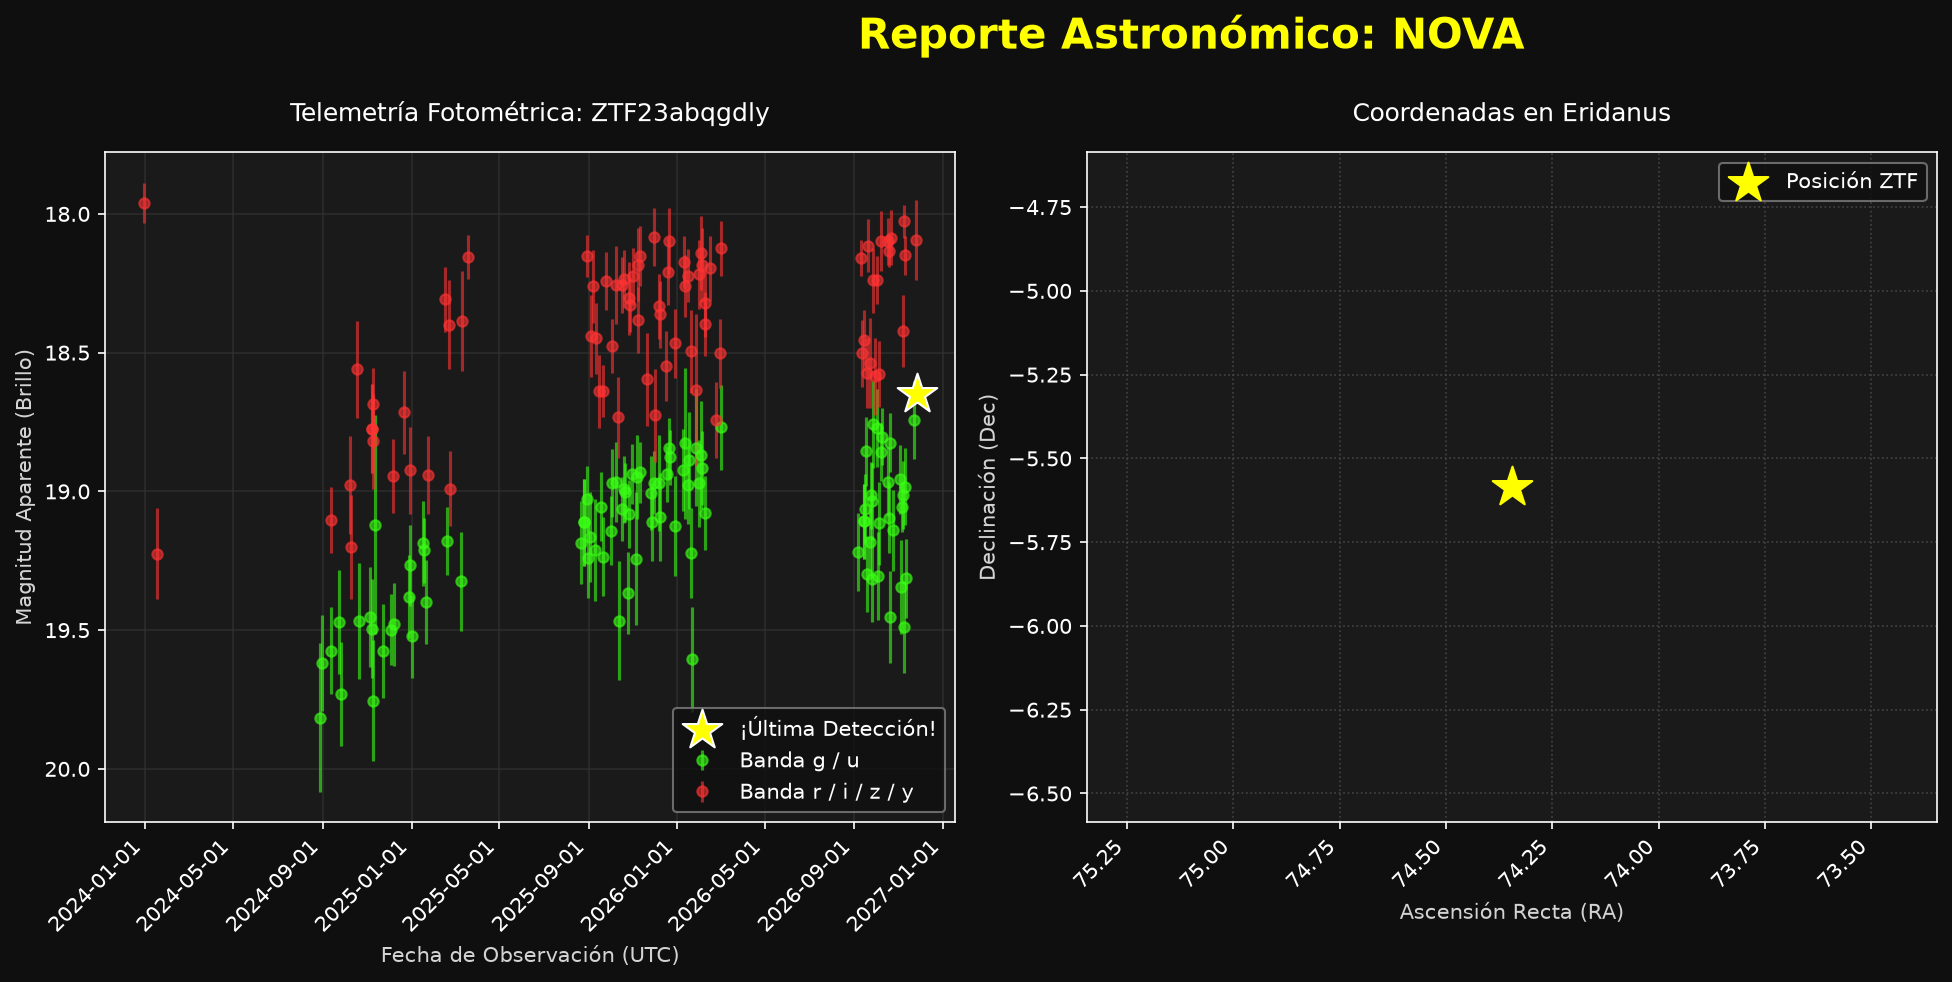 Reporte Astronómico: NOVA
Telemetría Fotométrica: ZTF23abqgdly
Magnitud Aparente (Brillo)
18.0
18.5
19.0
19.5
20.0
¡Última Detección!
Banda g / u
Banda r / i / z / y
2024-01-01
2024-05-01
2024-09-01
2025-01-01
2025-05-01
2025-09-01
2026-01-01
2026-05-01
2026-09-01
2027-01-01
Fecha de Observación (UTC)
Coordenadas en Eridanus
Declinación (Dec)
−4.75
−5.00
−5.25
−5.50
−5.75
−6.00
−6.25
−6.50
Posición ZTF
75.25
75.00
74.75
74.50
74.25
74.00
73.75
73.50
Ascensión Recta (RA)